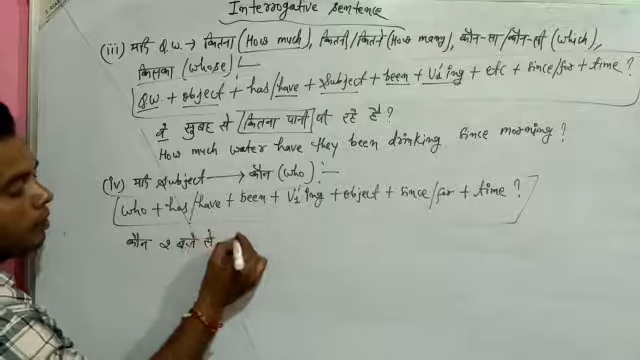 Interrogative Sentence
(iii) यदि Q.W. → कितना (How much), कितनी/कितने (How many), कौन-सा/कौन-सी (which),
किसका (whose) :—
Q.W + object + has/have + subject + been + V₁ ing + etc + since/for + time ?
वे सुबह से कितना पानी पी रहे हैं ?
How much water have they been drinking since morning ?
(iv) यदि subject → कौन (who) :—
who + has/have + been + V₁ ing + object + since/for + time ?
कौन २ बजे से